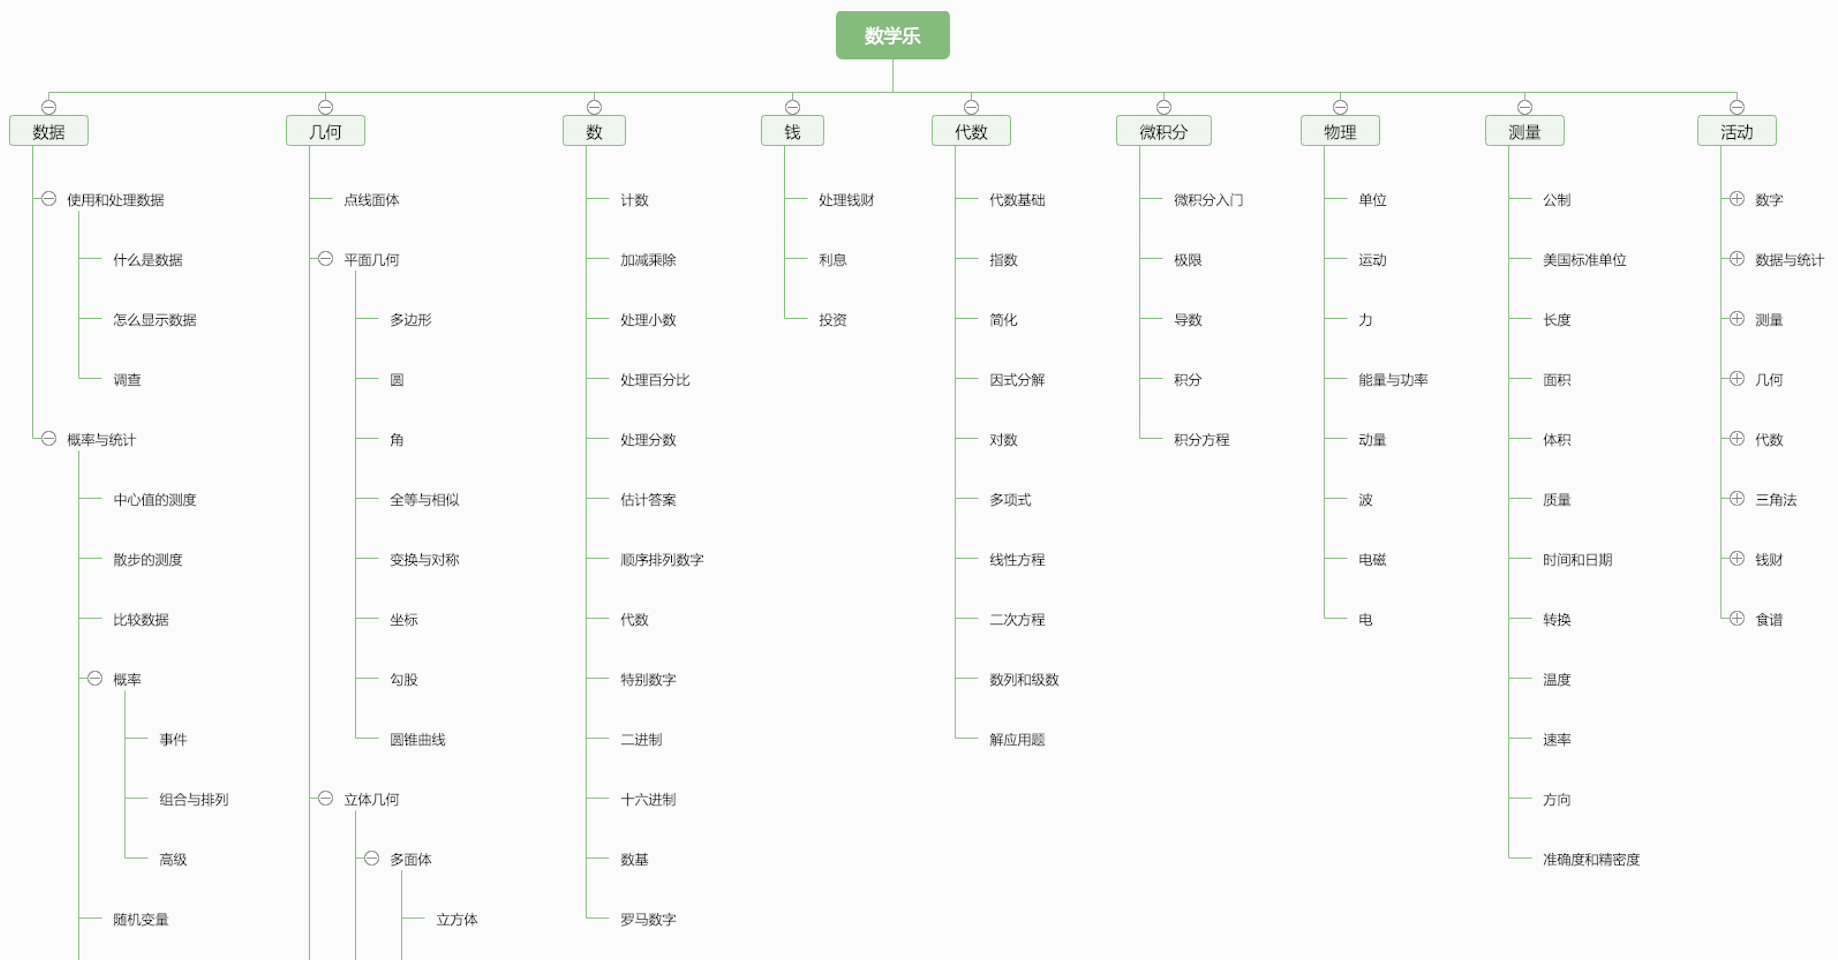 数学乐
数据
几何
数
钱
代数
微积分
物理
测量
活动
使用和处理数据
什么是数据
怎么显示数据
调查
概率与统计
中心值的测度
散步的测度
比较数据
概率
事件
组合与排列
高级
随机变量
点线面体
平面几何
多边形
圆
角
全等与相似
变换与对称
坐标
勾股
圆锥曲线
立体几何
多面体
立方体
计数
加减乘除
处理小数
处理百分比
处理分数
估计答案
顺序排列数字
代数
特别数字
二进制
十六进制
数基
罗马数字
处理钱财
利息
投资
代数基础
指数
简化
因式分解
对数
多项式
线性方程
二次方程
数列和级数
解应用题
微积分入门
极限
导数
积分
积分方程
单位
运动
力
能量与功率
动量
波
电磁
电
公制
美国标准单位
长度
面积
体积
质量
时间和日期
转换
温度
速率
方向
准确度和精密度
数字
数据与统计
测量
几何
代数
三角法
钱财
食谱